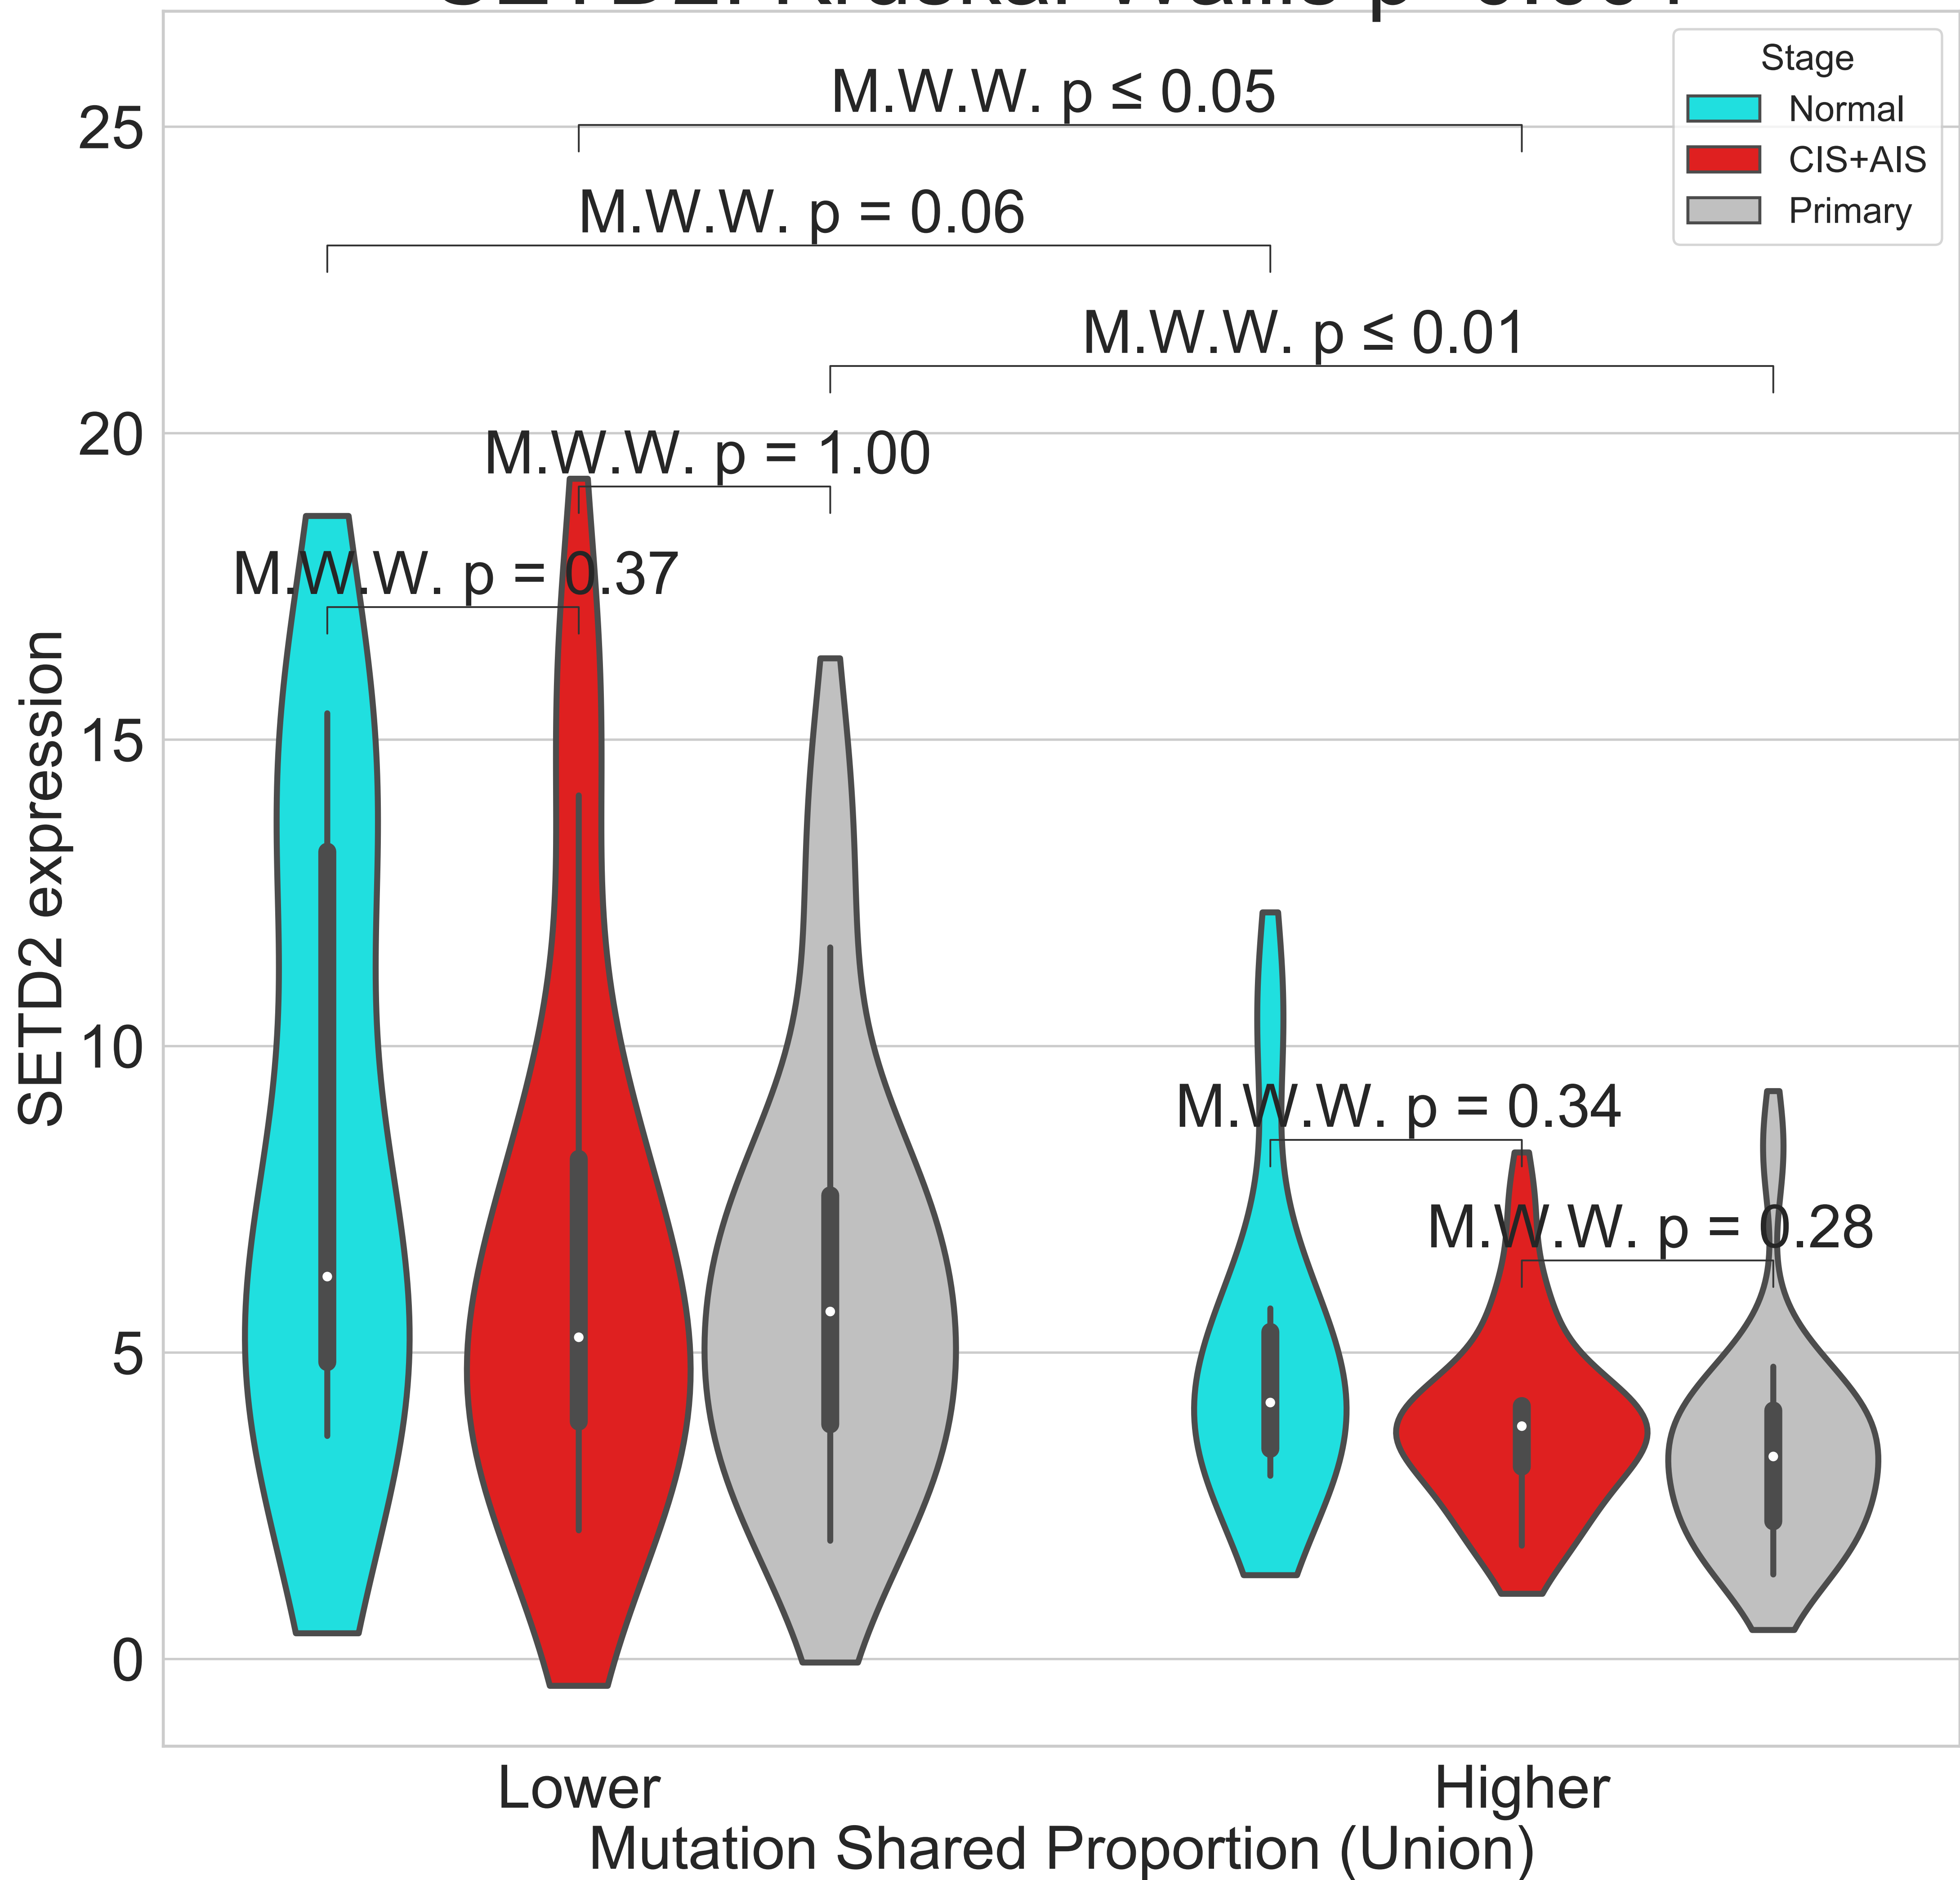 Stage
Normal
CIS+AIS
Primary
M.W.W. p ≤ 0.05
M.W.W. p = 0.06
M.W.W. p ≤ 0.01
M.W.W. p = 1.00
M.W.W. p = 0.37
M.W.W. p = 0.34
M.W.W. p = 0.28
SETD2 expression
25
20
15
10
5
0
Lower Higher
Mutation Shared Proportion (Union)